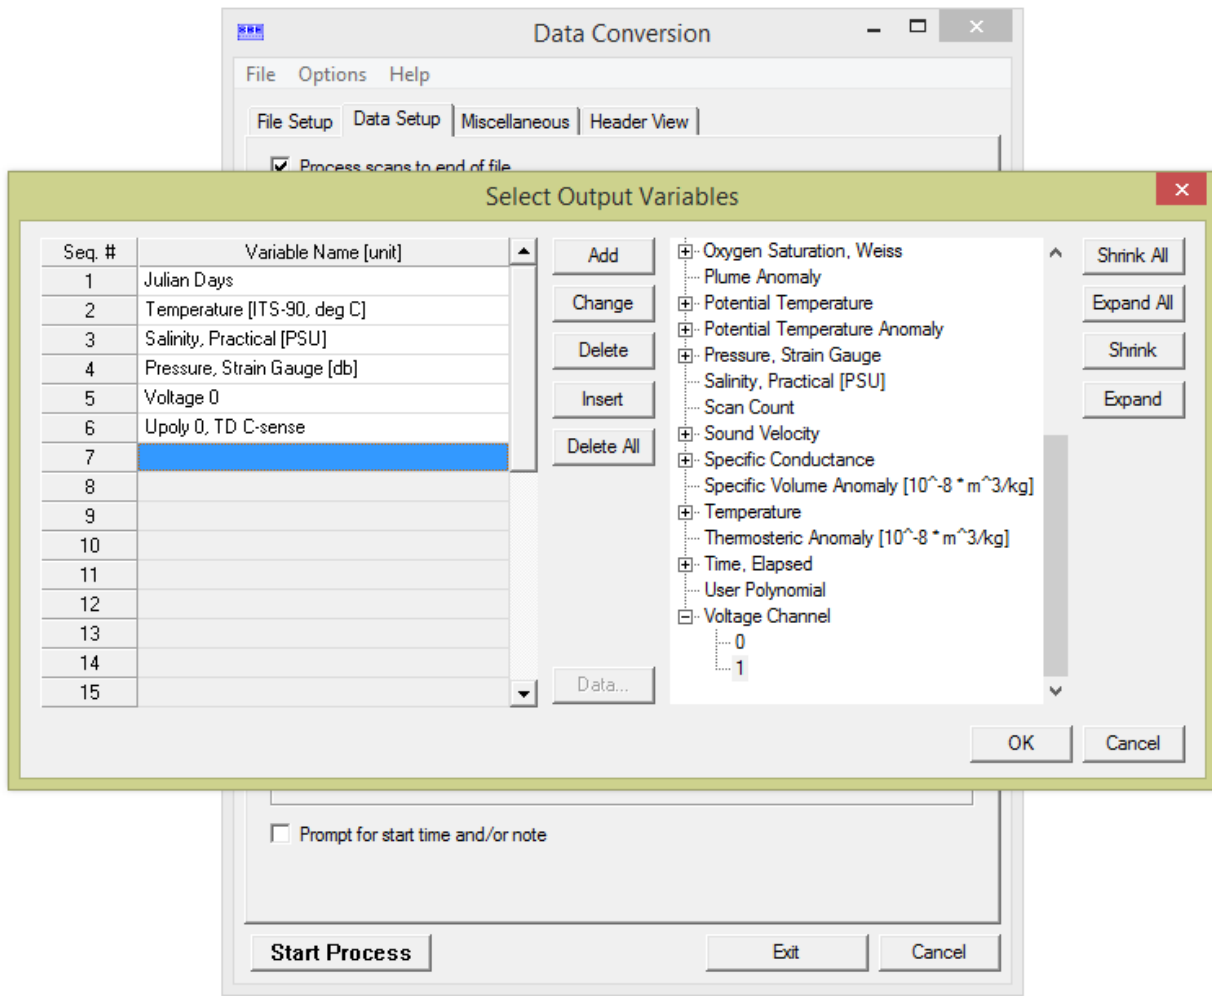 SBE
Data Conversion
File Options Help
File Setup Data Setup Miscellaneous Header View
Process scans to end of file
Select Output Variables
Seq. # Variable Name [unit]
1 Julian Days
2 Temperature [ITS-90, deg C]
3 Salinity, Practical [PSU]
4 Pressure, Strain Gauge [db]
5 Voltage 0
6 Upoly 0, TD C-sense
7
8
9
10
11
12
13
14
15
Add
Change
Delete
Insert
Delete All
Data...
Oxygen Saturation, Weiss
Plume Anomaly
Potential Temperature
Potential Temperature Anomaly
Pressure, Strain Gauge
Salinity, Practical [PSU]
Scan Count
Sound Velocity
Specific Conductance
Specific Volume Anomaly [10^-8 * m^3/kg]
Temperature
Thermosteric Anomaly [10^-8 * m^3/kg]
Time, Elapsed
User Polynomial
Voltage Channel
0
1
Shrink All
Expand All
Shrink
Expand
OK Cancel
Prompt for start time and/or note
Start Process Exit Cancel